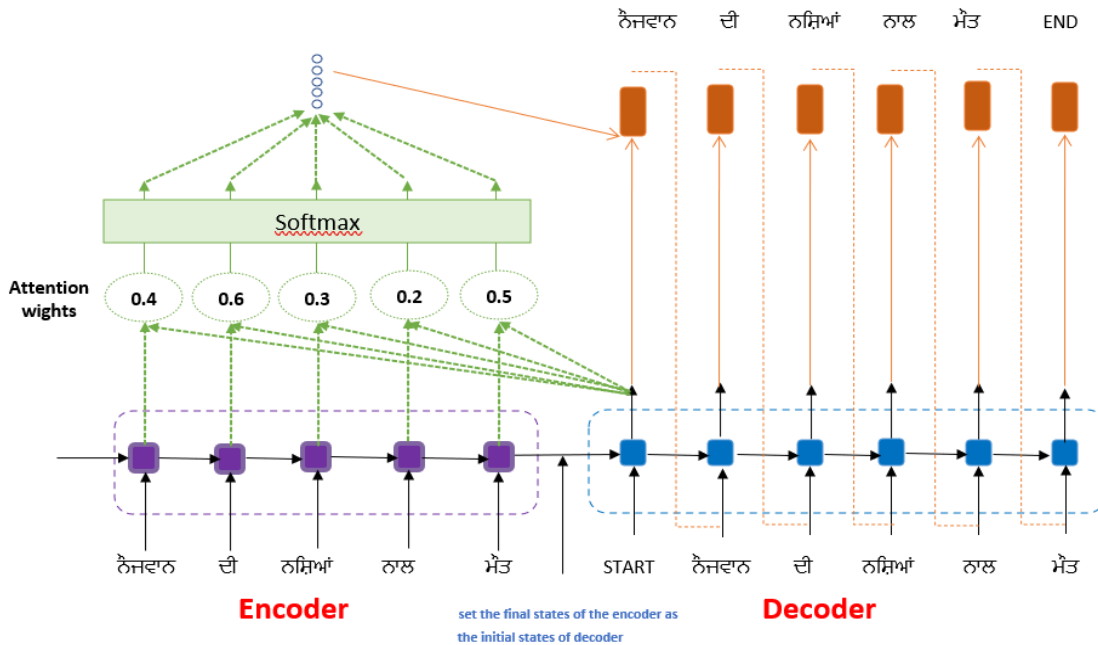 ਨੌਜਵਾਨ ਦੀ ਨਸ਼ਿਆਂ ਨਾਲ ਮੌਤ END
Softmax
Attention
wights
0.4 0.6 0.3 0.2 0.5
ਨੌਜਵਾਨ ਦੀ ਨਸ਼ਿਆਂ ਨਾਲ ਮੌਤ START ਨੌਜਵਾਨ ਦੀ ਨਸ਼ਿਆਂ ਨਾਲ ਮੌਤ
Encoder
set the final states of the encoder as
the initial states of decoder
Decoder